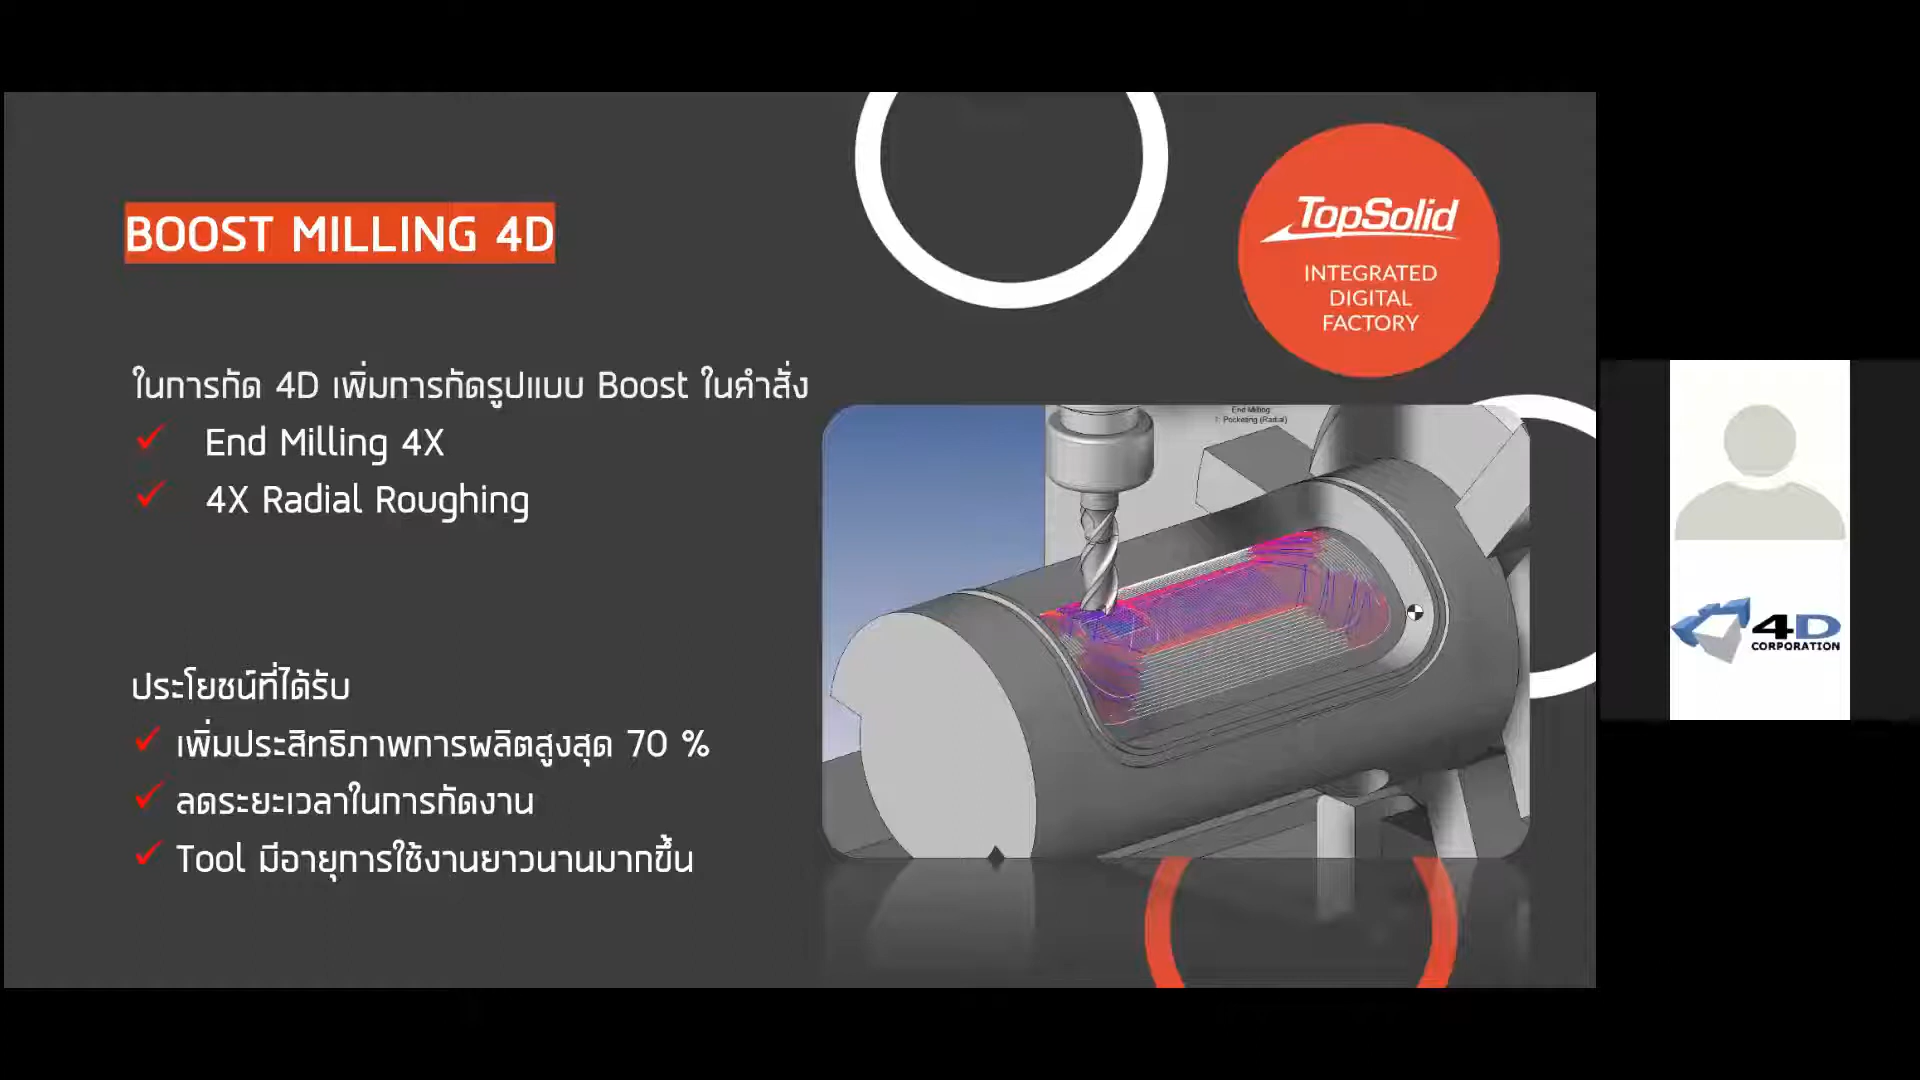 BOOST MILLING 4D
TopSolid
INTEGRATED
DIGITAL
FACTORY
ในการกัด 4D เพิ่มการกัดรูปแบบ Boost ในคำสั่ง
✓ End Milling 4X
✓ 4X Radial Roughing
End Milling
Pocketing (Radial)
ประโยชน์ที่ได้รับ
✓ เพิ่มประสิทธิภาพการผลิตสูงสุด 70 %
✓ ลดระยะเวลาในการกัดงาน
✓ Tool มีอายุการใช้งานยาวนานมากขึ้น
4D
CORPORATION